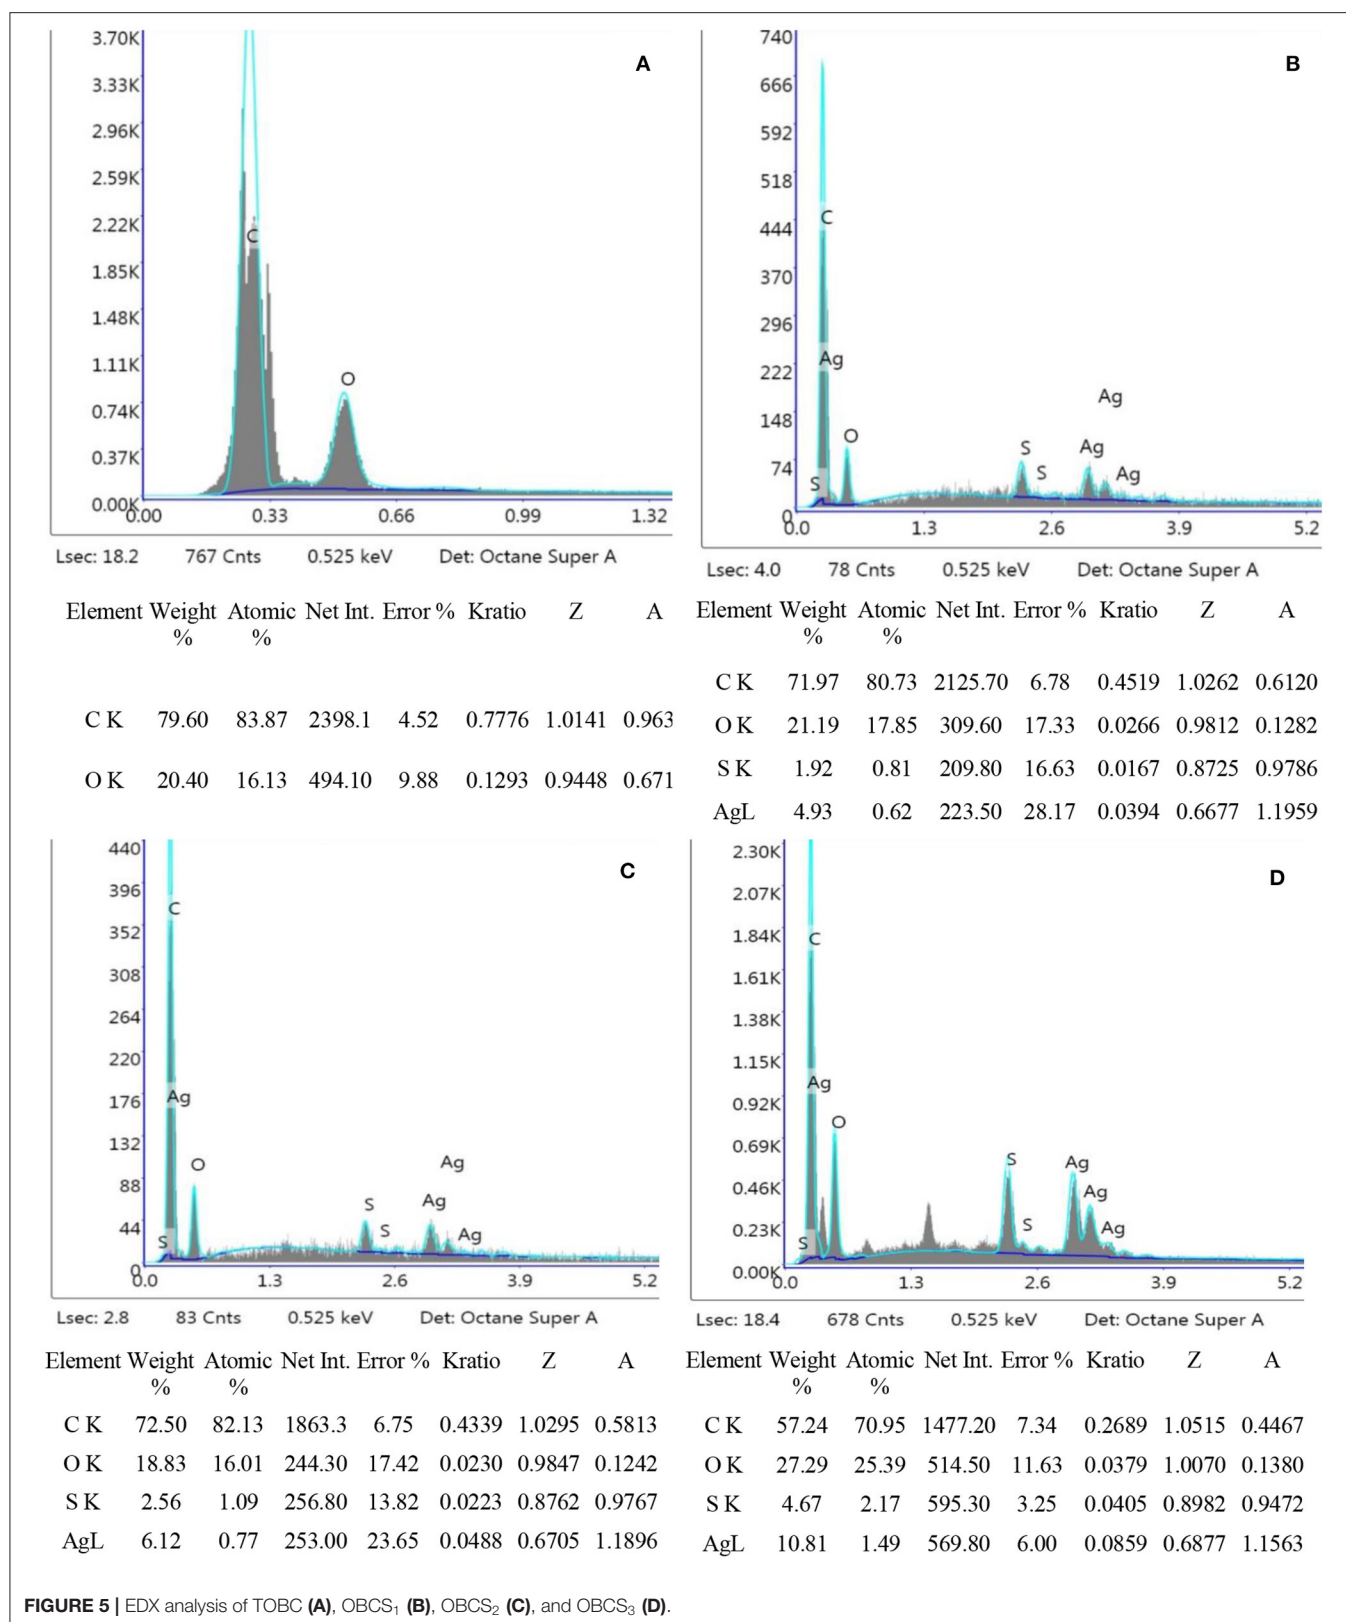 3.70K
3.33K
2.96K
2.59K
2.22K
1.85K
1.48K
1.11K
0.74K
0.37K
0.00K
A
C
O
0.00 0.33 0.66 0.99 1.32
Lsec: 18.2 767 Cnts 0.525 keV Det: Octane Super A
Element Weight % Atomic % Net Int. Error % Kratio Z A
C K 79.60 83.87 2398.1 4.52 0.7776 1.0141 0.963
O K 20.40 16.13 494.10 9.88 0.1293 0.9448 0.671
740
666
592
518
444
370
296
222
148
74
0
B
C
Ag
O
S
S
S
Ag
Ag
Ag
0.0 1.3 2.6 3.9 5.2
Lsec: 4.0 78 Cnts 0.525 keV Det: Octane Super A
Element Weight % Atomic % Net Int. Error % Kratio Z A
C K 71.97 80.73 2125.70 6.78 0.4519 1.0262 0.6120
O K 21.19 17.85 309.60 17.33 0.0266 0.9812 0.1282
S K 1.92 0.81 209.80 16.63 0.0167 0.8725 0.9786
AgL 4.93 0.62 223.50 28.17 0.0394 0.6677 1.1959
440
396
352
308
264
220
176
132
88
44
0
C
C
Ag
O
S
S
S
Ag
Ag
Ag
0.0 1.3 2.6 3.9 5.2
Lsec: 2.8 83 Cnts 0.525 keV Det: Octane Super A
Element Weight % Atomic % Net Int. Error % Kratio Z A
C K 72.50 82.13 1863.3 6.75 0.4339 1.0295 0.5813
O K 18.83 16.01 244.30 17.42 0.0230 0.9847 0.1242
S K 2.56 1.09 256.80 13.82 0.0223 0.8762 0.9767
AgL 6.12 0.77 253.00 23.65 0.0488 0.6705 1.1896
2.30K
2.07K
1.84K
1.61K
1.38K
1.15K
0.92K
0.69K
0.46K
0.23K
0.00K
D
C
Ag
O
S
S
S
Ag
Ag
Ag
0.0 1.3 2.6 3.9 5.2
Lsec: 18.4 678 Cnts 0.525 keV Det: Octane Super A
Element Weight % Atomic % Net Int. Error % Kratio Z A
C K 57.24 70.95 1477.20 7.34 0.2689 1.0515 0.4467
O K 27.29 25.39 514.50 11.63 0.0379 1.0070 0.1380
S K 4.67 2.17 595.30 3.25 0.0405 0.8982 0.9472
AgL 10.81 1.49 569.80 6.00 0.0859 0.6877 1.1563
FIGURE 5 | EDX analysis of TOBC (A), OBCS₁ (B), OBCS₂ (C), and OBCS₃ (D).